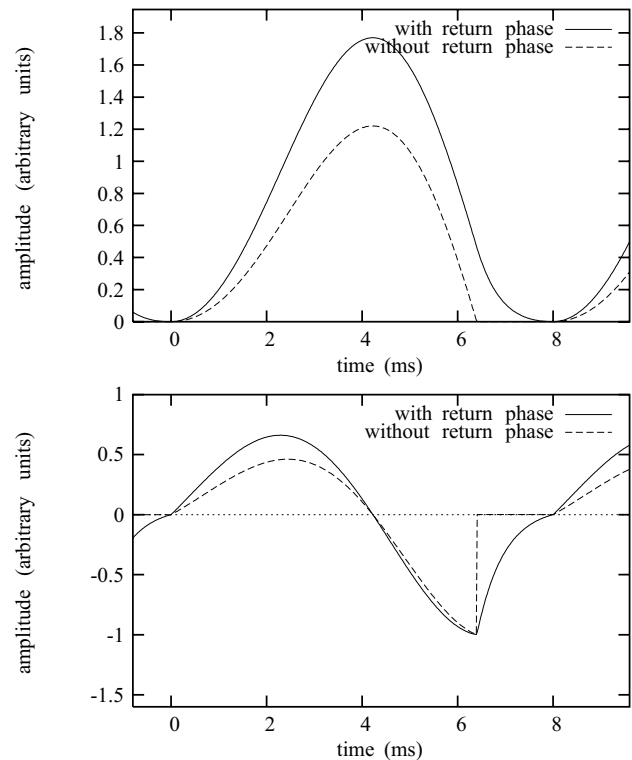 with return phase
without return phase
1.8
1.6
1.4
1.2
1
0.8
0.6
0.4
0.2
0
amplitude (arbitrary units)
0 2 4 6 8
time (ms)
with return phase
without return phase
1
0.5
0
-0.5
-1
-1.5
amplitude (arbitrary units)
0 2 4 6 8
time (ms)